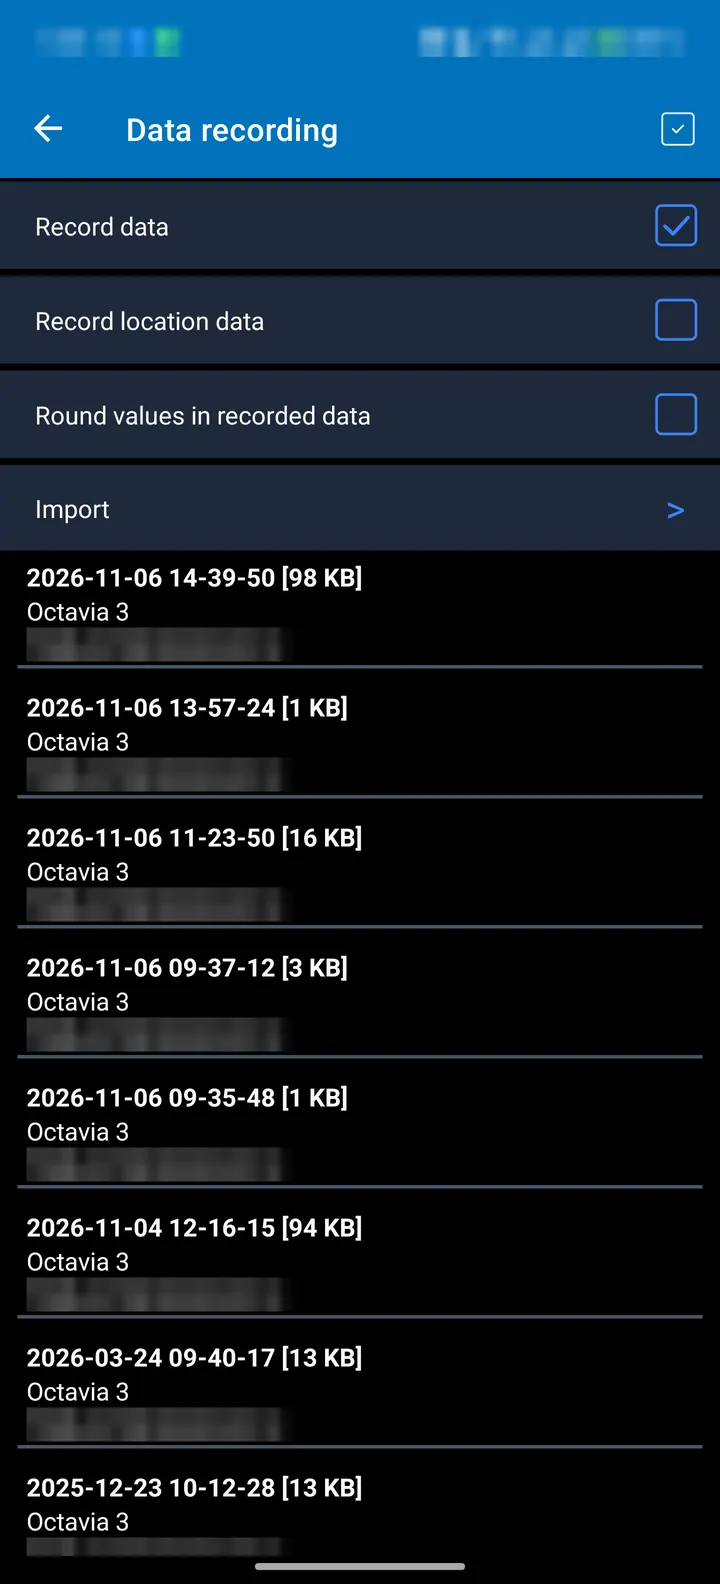 Data recording
Record data
Record location data
Round values in recorded data
Import >
2026-11-06 14-39-50 [98 KB]
Octavia 3
2026-11-06 13-57-24 [1 KB]
Octavia 3
2026-11-06 11-23-50 [16 KB]
Octavia 3
2026-11-06 09-37-12 [3 KB]
Octavia 3
2026-11-06 09-35-48 [1 KB]
Octavia 3
2026-11-04 12-16-15 [94 KB]
Octavia 3
2026-03-24 09-40-17 [13 KB]
Octavia 3
2025-12-23 10-12-28 [13 KB]
Octavia 3